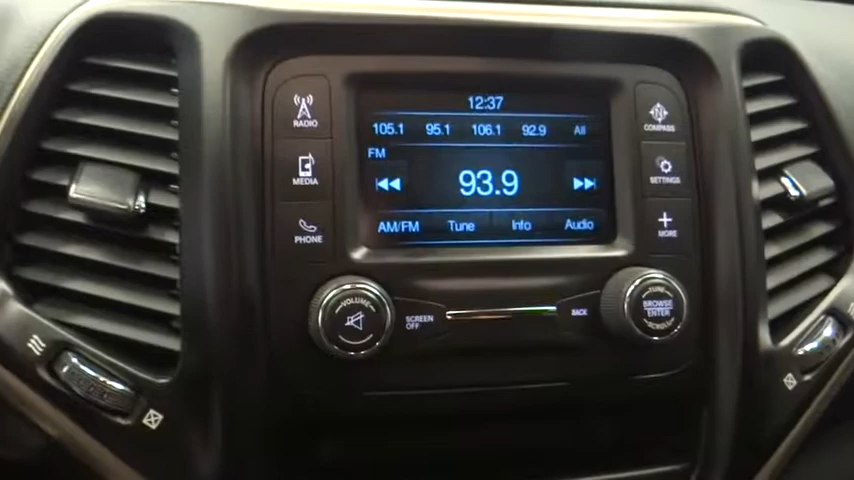 12:37
105.1 95.1 106.1 92.9 All
FM
93.9
AM/FM Tune Info Audio
RADIO
MEDIA
PHONE
COMPASS
SETTINGS
MORE
VOLUME
SCREEN
OFF
BACK
TUNE
BROWSE
ENTER
SCROLL